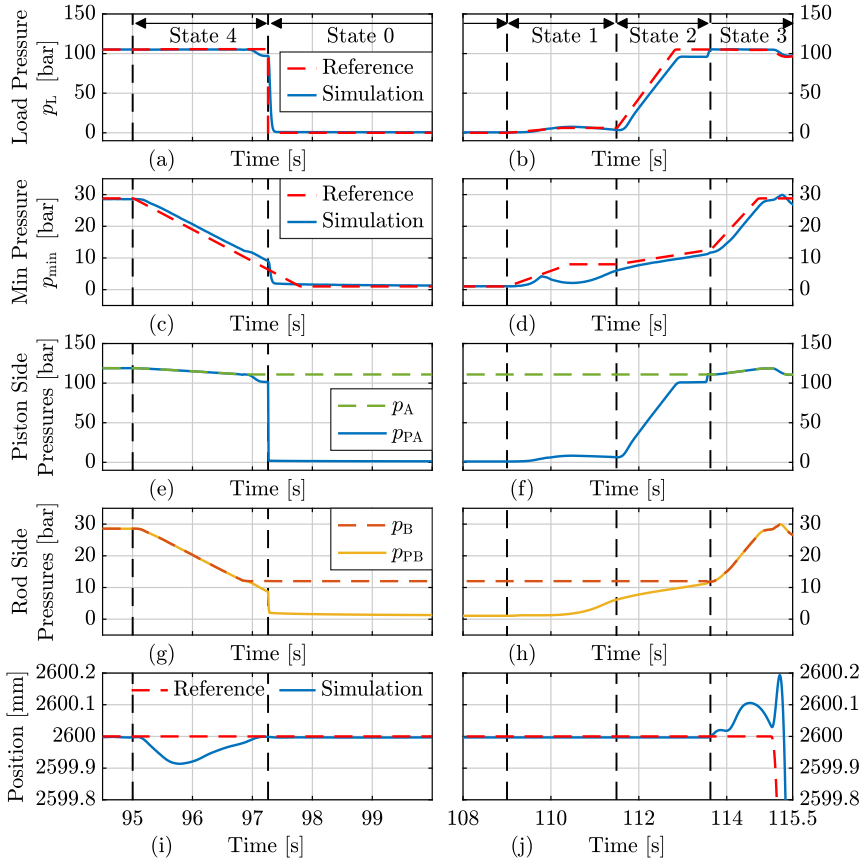 150 State 4 State 0 State 1 State 2 State 3 150
100 100
50 Reference 50
Simulation
0 0
Load Pressure
p_L [bar]
(a) Time [s] (b) Time [s]
30 Reference 30
20 Simulation 20
10 10
0 0
Min Pressure
p_min [bar]
(c) Time [s] (d) Time [s]
150 150
100 100
50 p_A 50
p_PA
0 0
Piston Side
Pressures [bar]
(e) Time [s] (f) Time [s]
30 p_B 30
20 p_PB 20
10 10
0 0
Rod Side
Pressures [bar]
(g) Time [s] (h) Time [s]
2600.2 2600.2
Reference Simulation
2600.1 2600.1
2600 2600
2599.9 2599.9
2599.8 2599.8
Position [mm]
95 96 97 98 99 108 110 112 114 115.5
(i) Time [s] (j) Time [s]